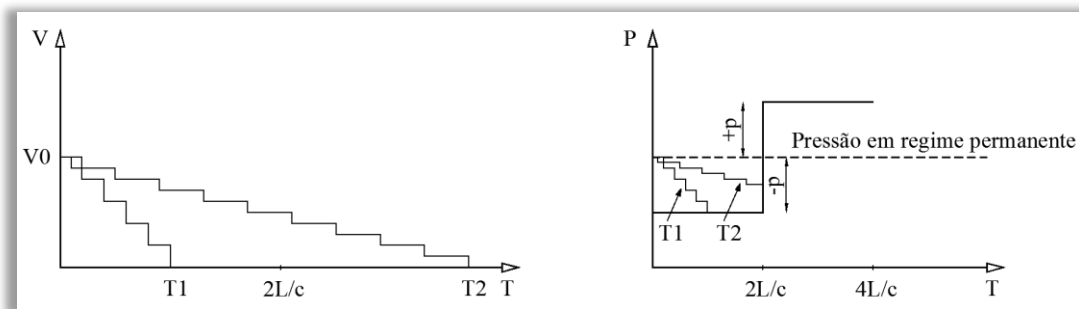 V
V0
T1
2L/c
T2
T
P
+p
-p
Pressão em regime permanente
T1
T2
2L/c
4L/c
T